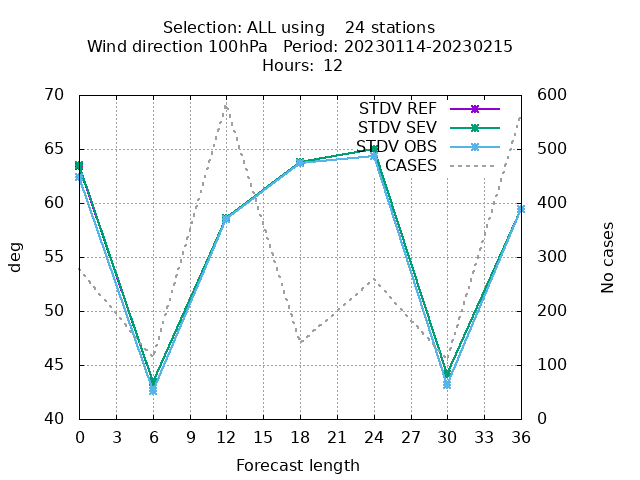 Selection: ALL using    24 stations
Wind direction 100hPa   Period: 20230114-20230215
Hours:  12
70
65
60
55
50
45
40
deg
600
500
400
300
200
100
0
No cases
STDV REF
STDV SEV
STDV OBS
CASES
0 3 6 9 12 15 18 21 24 27 30 33 36
Forecast length